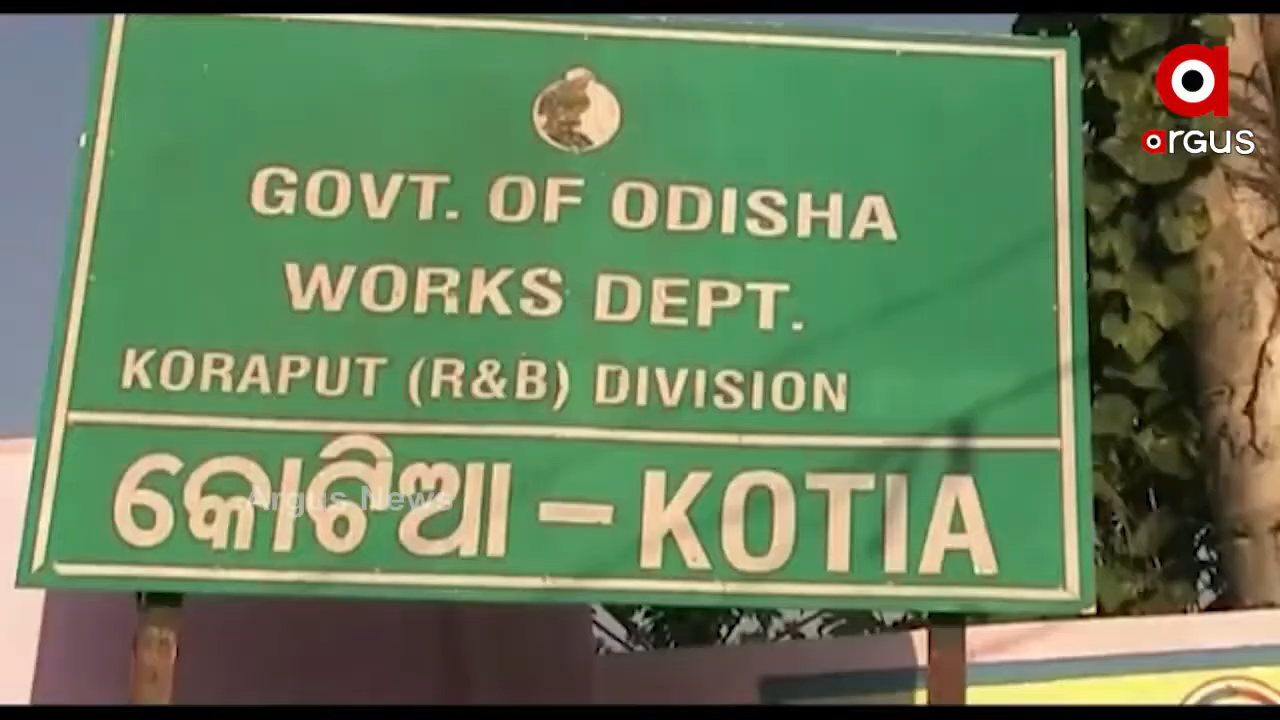 argus
GOVT. OF ODISHA
WORKS DEPT.
KORAPUT (R&B) DIVISION
କୋଟିଆ – KOTIA
Argus News